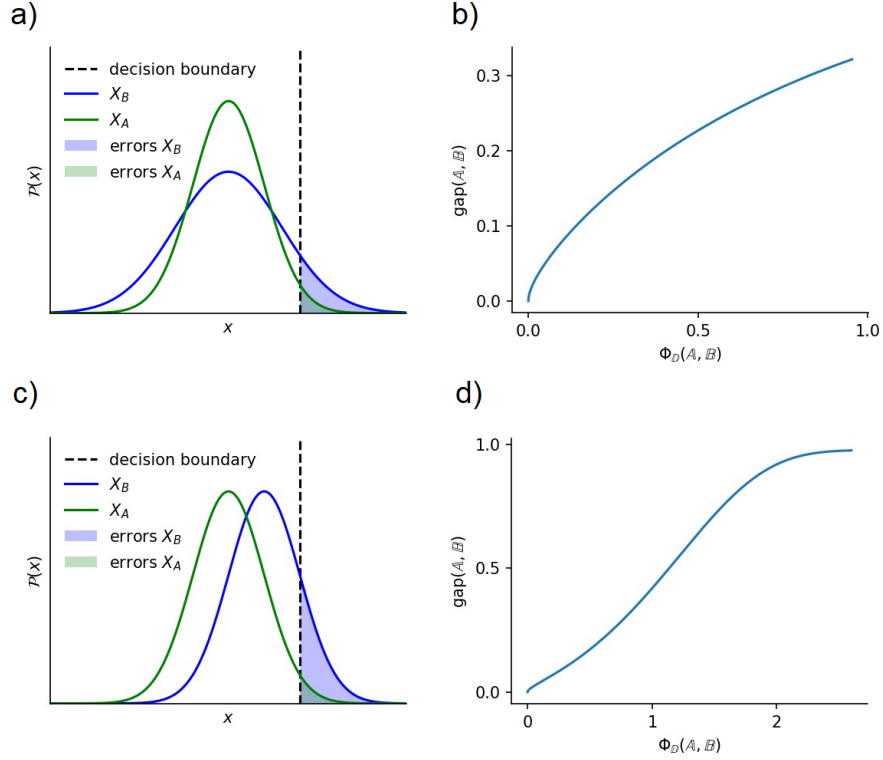 a)
decision boundary
X_B
X_A
errors X_B
errors X_A
𝒫(x)
x
b)
0.3
0.2
0.1
0.0
gap(𝔸, 𝔹)
0.0 0.5 1.0
Φ_𝔻(𝔸, 𝔹)
c)
decision boundary
X_B
X_A
errors X_B
errors X_A
𝒫(x)
x
d)
1.0
0.5
0.0
gap(𝔸, 𝔹)
0 1 2
Φ_𝔻(𝔸, 𝔹)